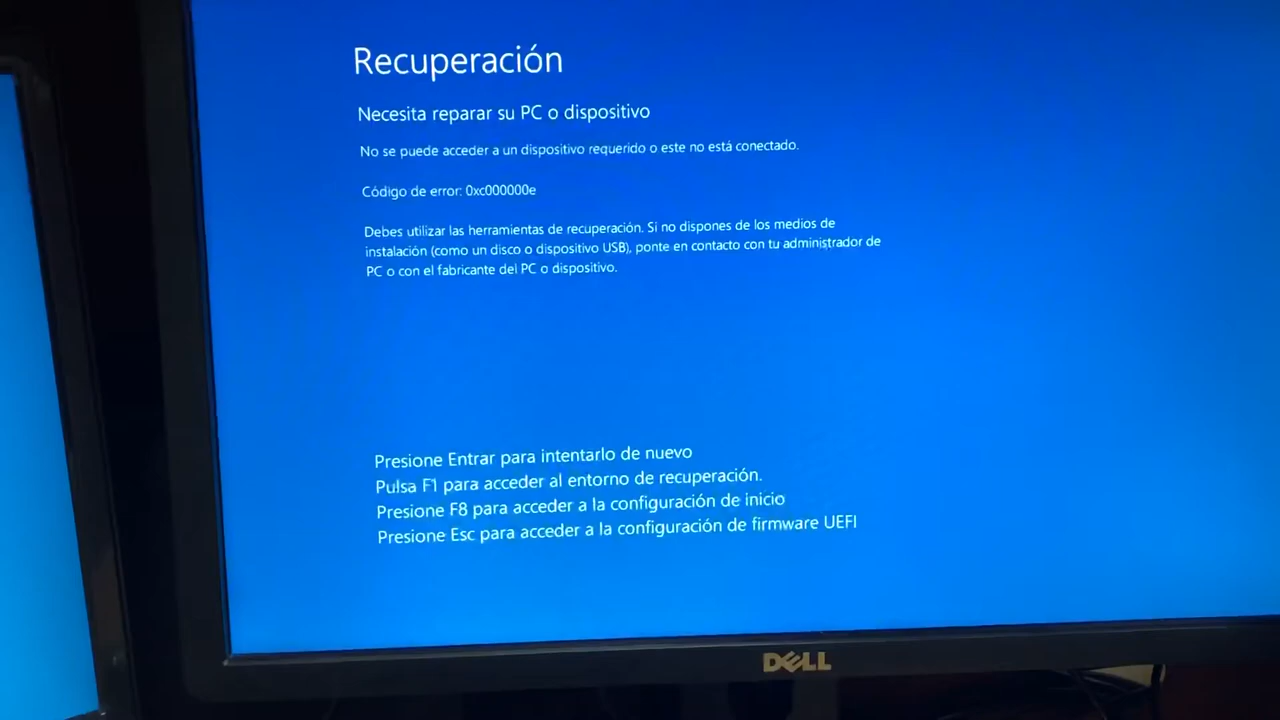 Recuperación
Necesita reparar su PC o dispositivo
No se puede acceder a un dispositivo requerido o este no está conectado.
Código de error: 0xc000000e
Debes utilizar las herramientas de recuperación. Si no dispones de los medios de
instalación (como un disco o dispositivo USB), ponte en contacto con tu administrador de
PC o con el fabricante del PC o dispositivo.
Presione Entrar para intentarlo de nuevo
Pulsa F1 para acceder al entorno de recuperación.
Presione F8 para acceder a la configuración de inicio
Presione Esc para acceder a la configuración de firmware UEFI
DELL